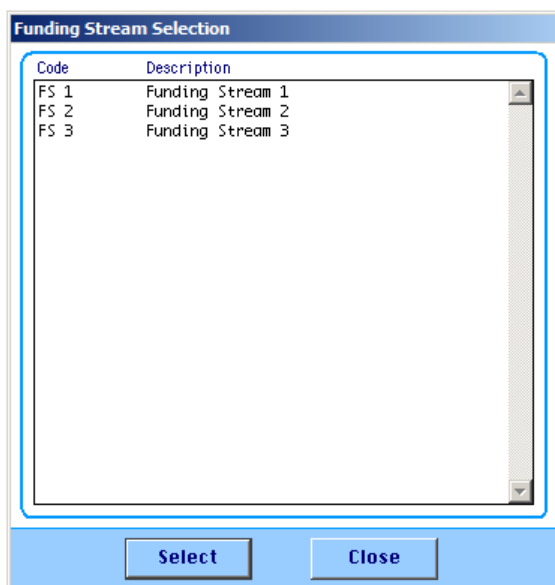 Funding Stream Selection
Code Description
FS 1 Funding Stream 1
FS 2 Funding Stream 2
FS 3 Funding Stream 3
Select Close